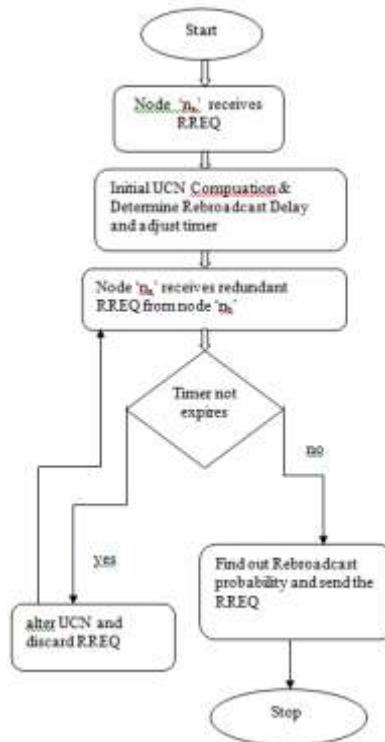 Start
Node 'nₐ' receives
RREQ
Initial UCN Compuation &
Determine Rebroadcast Delay
and adjust timer
Node 'nₐ' receives redundant
RREQ from node 'n_b'
Timer not
expires
no
yes
Find out Rebroadcast
probability and send the
RREQ
alter UCN and
discard RREQ
Stop